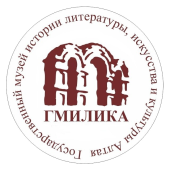 Государственный музей истории литературы, искусства и культуры Алтая
ГМИЛИКА